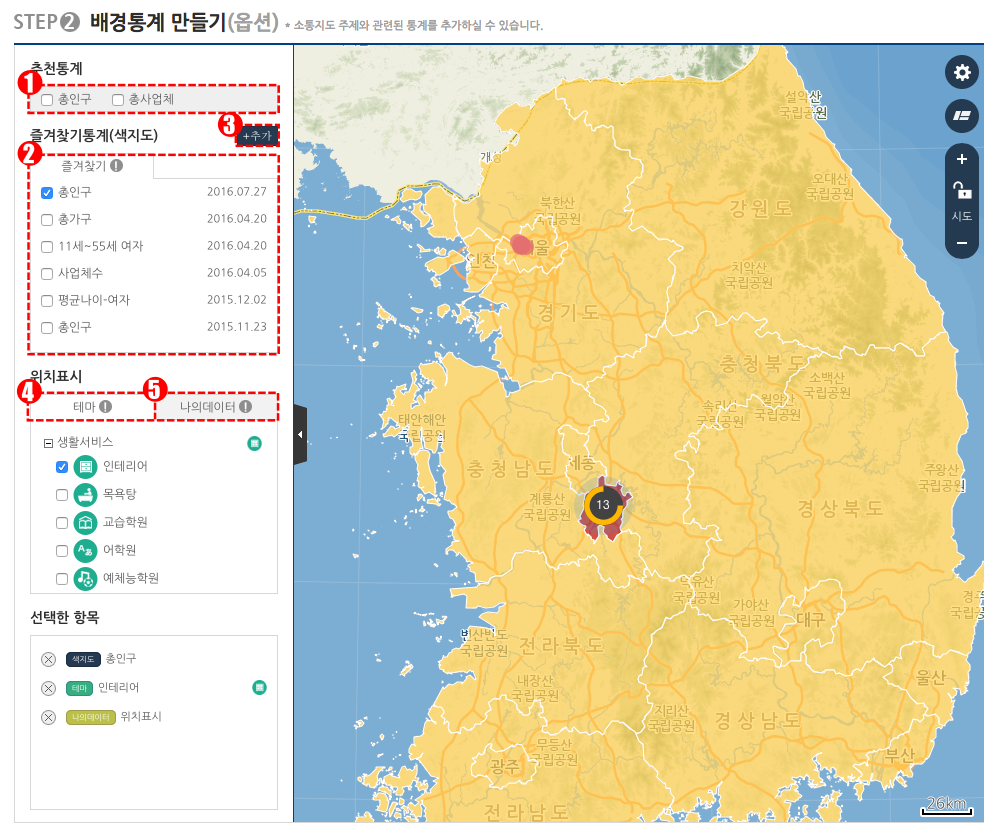 STEP❷ 배경통계 만들기(옵션) * 소통지도 주제와 관련된 통계를 추가하실 수 있습니다.
추천통계
1
총인구 총사업체
즐겨찾기통계(색지도)
3
+추가
2
즐겨찾기 !
총인구 2016.07.27
총가구 2016.04.20
11세~55세 여자 2016.04.20
사업체수 2016.04.05
평균나이-여자 2015.12.02
총인구 2015.11.23
위치표시
4
테마 !
5
나의데이터 !
생활서비스
인테리어
목욕탕
교습학원
어학원
예체능학원
선택한 항목
색지도 총인구
테마 인테리어
나의데이터 위치표시
설악산
국립공원
개성
오대산
국립공원
북한산
국립공원
강원도
서울
인천
치악산
국립공원
경기도
충청북도
소백산
국립공원
월악산
국립공원
속리산
국립공원
태안해안
국립공원
충청남도
세종
주왕산
국립공원
계룡산
국립공원
13
경상북도
덕유산
국립공원
가야산
국립공원
대구
변산반도
국립공원
전라북도
울산
내장산
국립공원
지리산
국립공원
경상남도
무등산
국립공원
부산
광주
전라남도
+
시도
−
26km